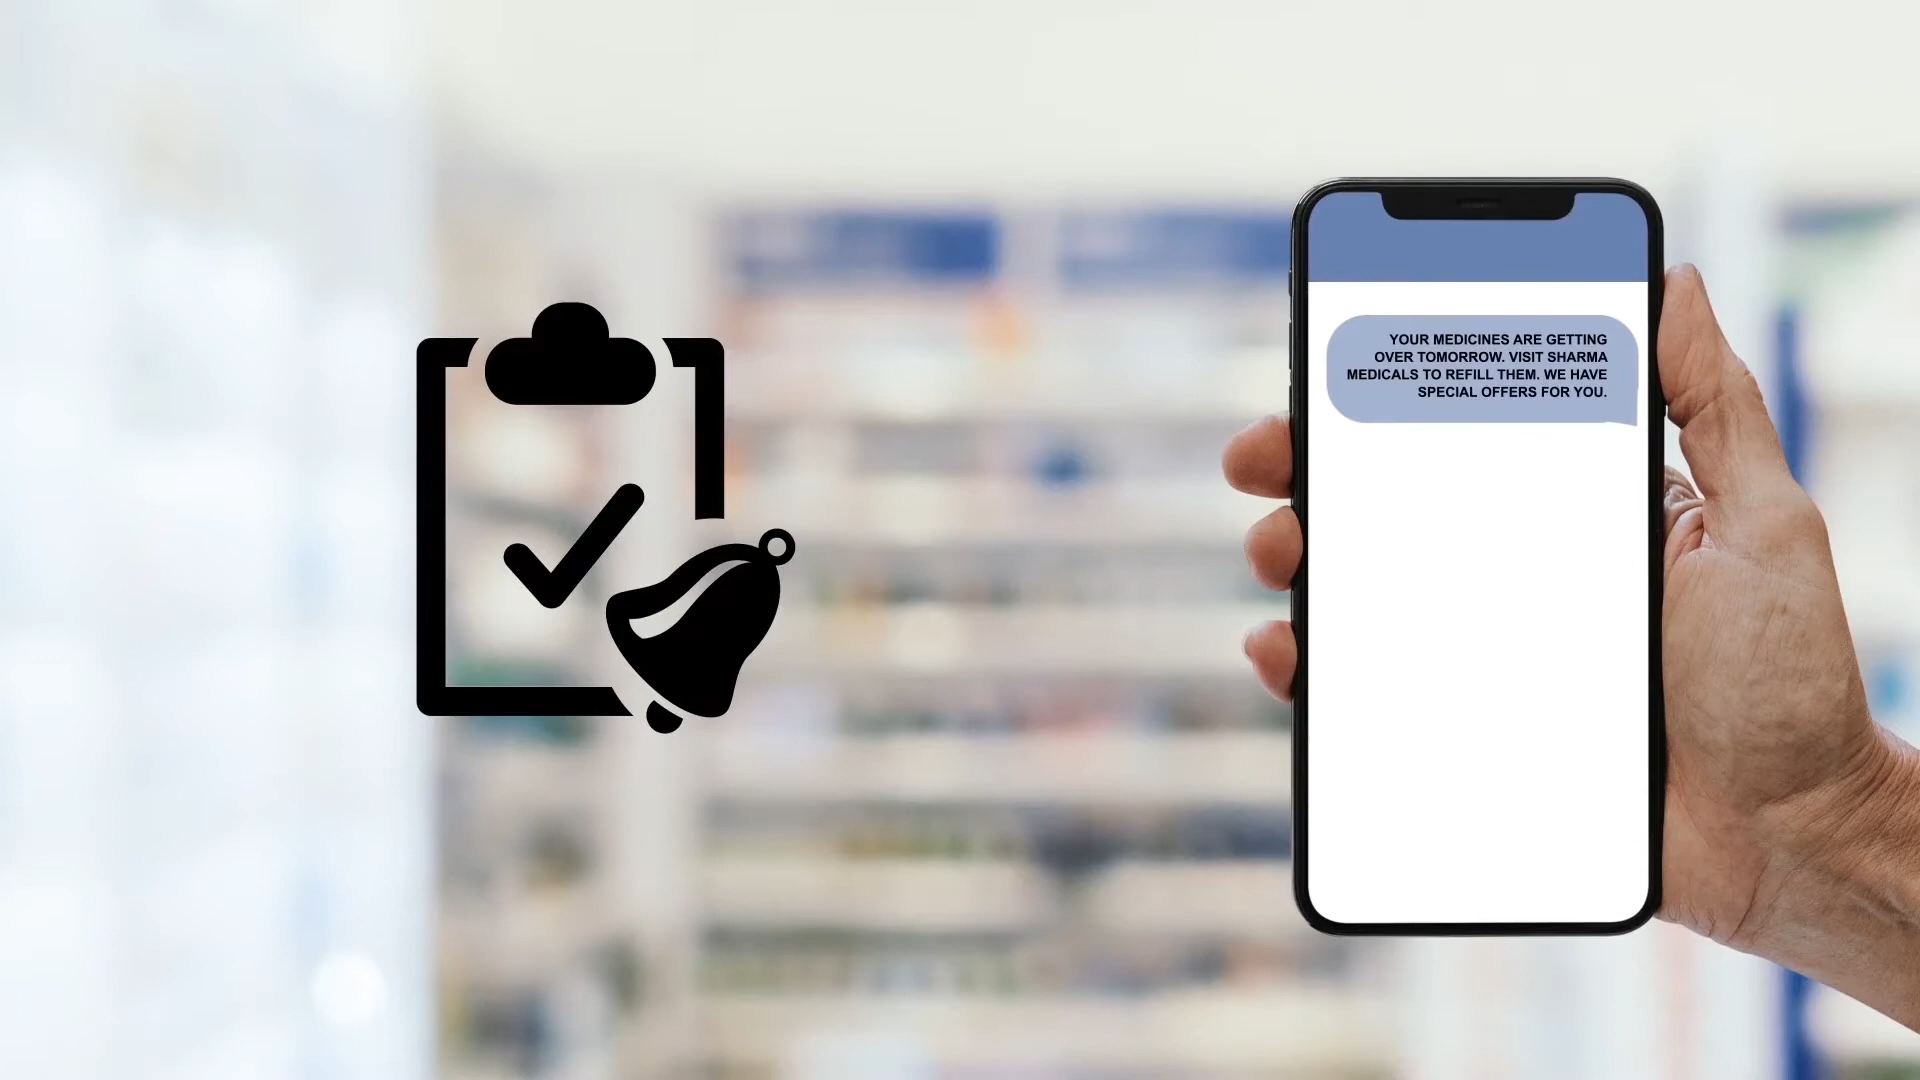 YOUR MEDICINES ARE GETTING
OVER TOMORROW. VISIT SHARMA
MEDICALS TO REFILL THEM. WE HAVE
SPECIAL OFFERS FOR YOU.